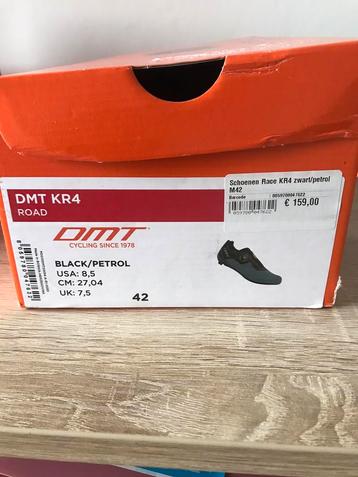 DMT KR4
ROAD
DMT
CYCLING SINCE 1978
BLACK/PETROL
USA: 8,5
CM: 27,04
UK: 7,5
42
Schoenen Race KR4 zwart/petrol
M42
Barcode
0059700047622
€ 159,00